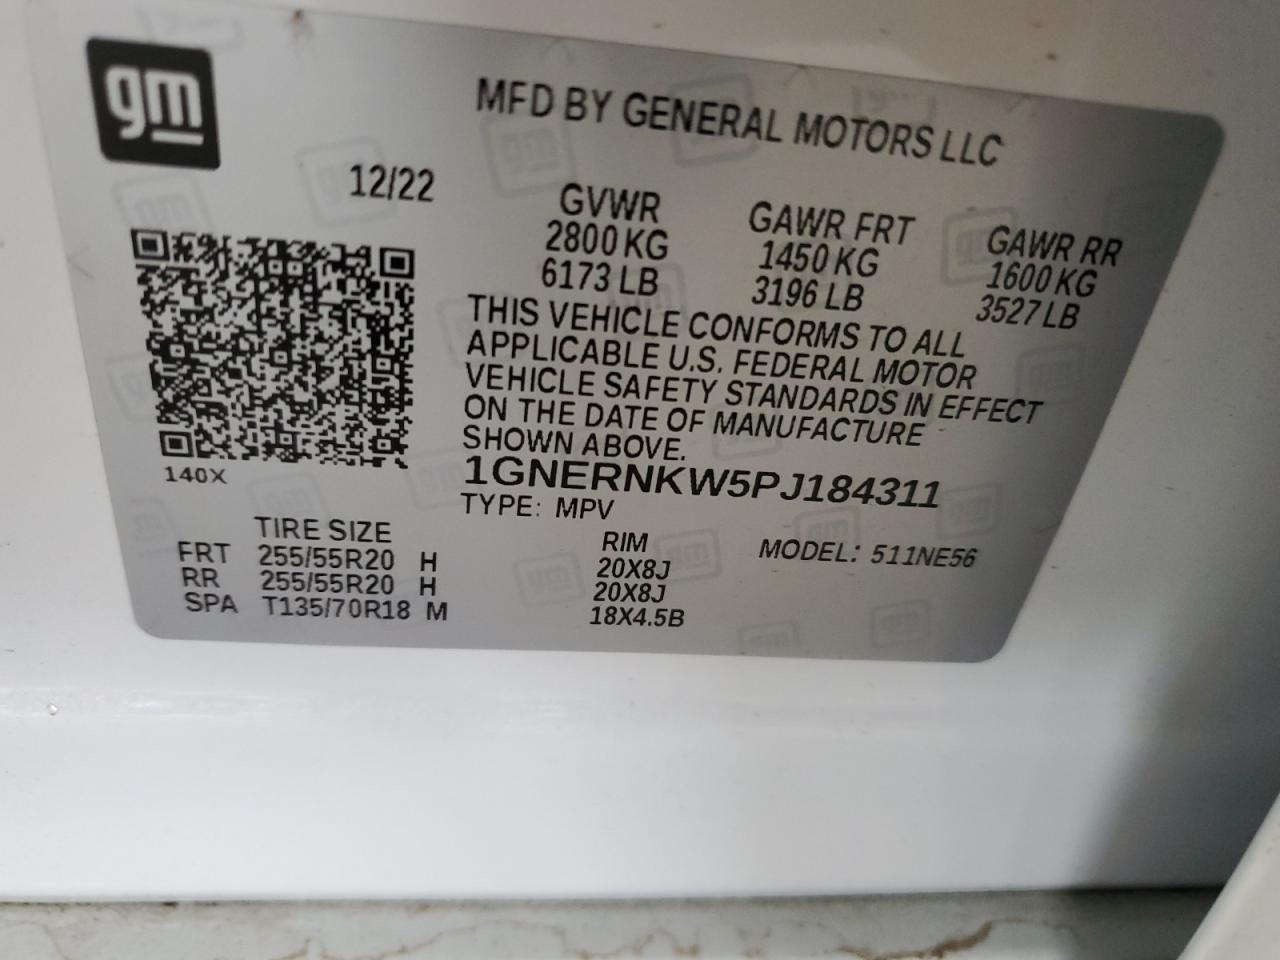 gm
MFD BY GENERAL MOTORS LLC
12/22
GVWR GAWR FRT GAWR RR
2800 KG 1450 KG 1600 KG
6173 LB 3196 LB 3527 LB
THIS VEHICLE CONFORMS TO ALL
APPLICABLE U.S. FEDERAL MOTOR
VEHICLE SAFETY STANDARDS IN EFFECT
ON THE DATE OF MANUFACTURE
SHOWN ABOVE.
140X
1GNERNKW5PJ184311
TYPE: MPV
TIRE SIZE RIM MODEL: 511NE56
FRT 255/55R20 H 20X8J
RR 255/55R20 H 20X8J
SPA T135/70R18 M 18X4.5B